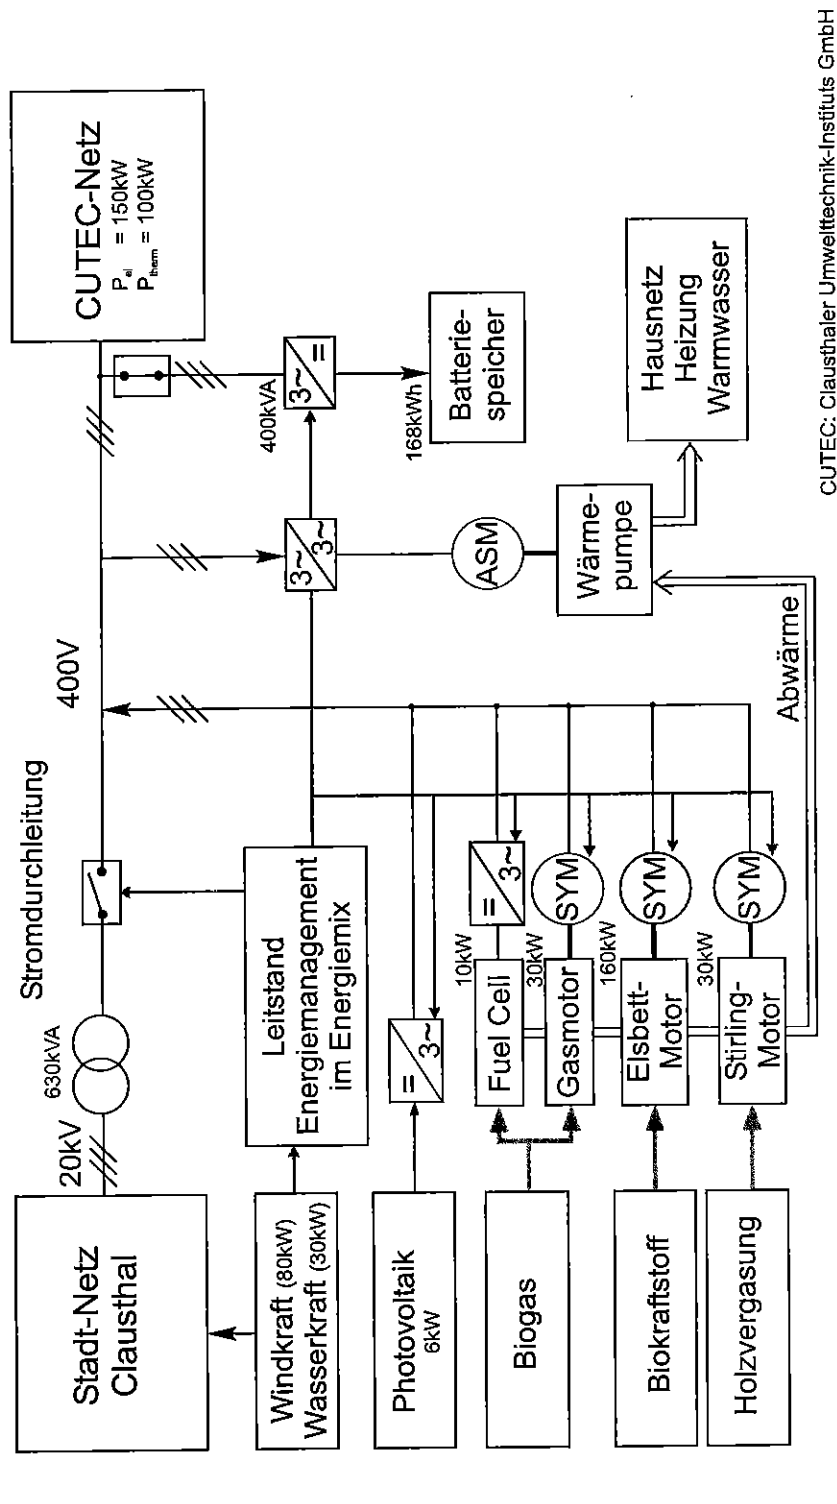 Stadt-Netz
Clausthal
20kV
630kVA
Stromdurchleitung
400V
CUTEC-Netz
Pel = 150kW
Ptherm = 100kW
Windkraft (80kW)
Wasserkraft (30kW)
Leitstand
Energiemanagement
im Energiemix
3~
3~
400kVA
3~
=
168kWh
Batterie-
speicher
Photovoltaik
6kW
=
3~
ASM
Wärme-
pumpe
Hausnetz
Heizung
Warmwasser
Biogas
10kW
Fuel Cell
=
3~
30kW
Gasmotor
SYM
Biokraftstoff
160kW
Elsbett-
Motor
SYM
Holzvergasung
30kW
Stirling-
Motor
SYM
Abwärme
CUTEC: Clausthaler Umwelttechnik-Instituts GmbH